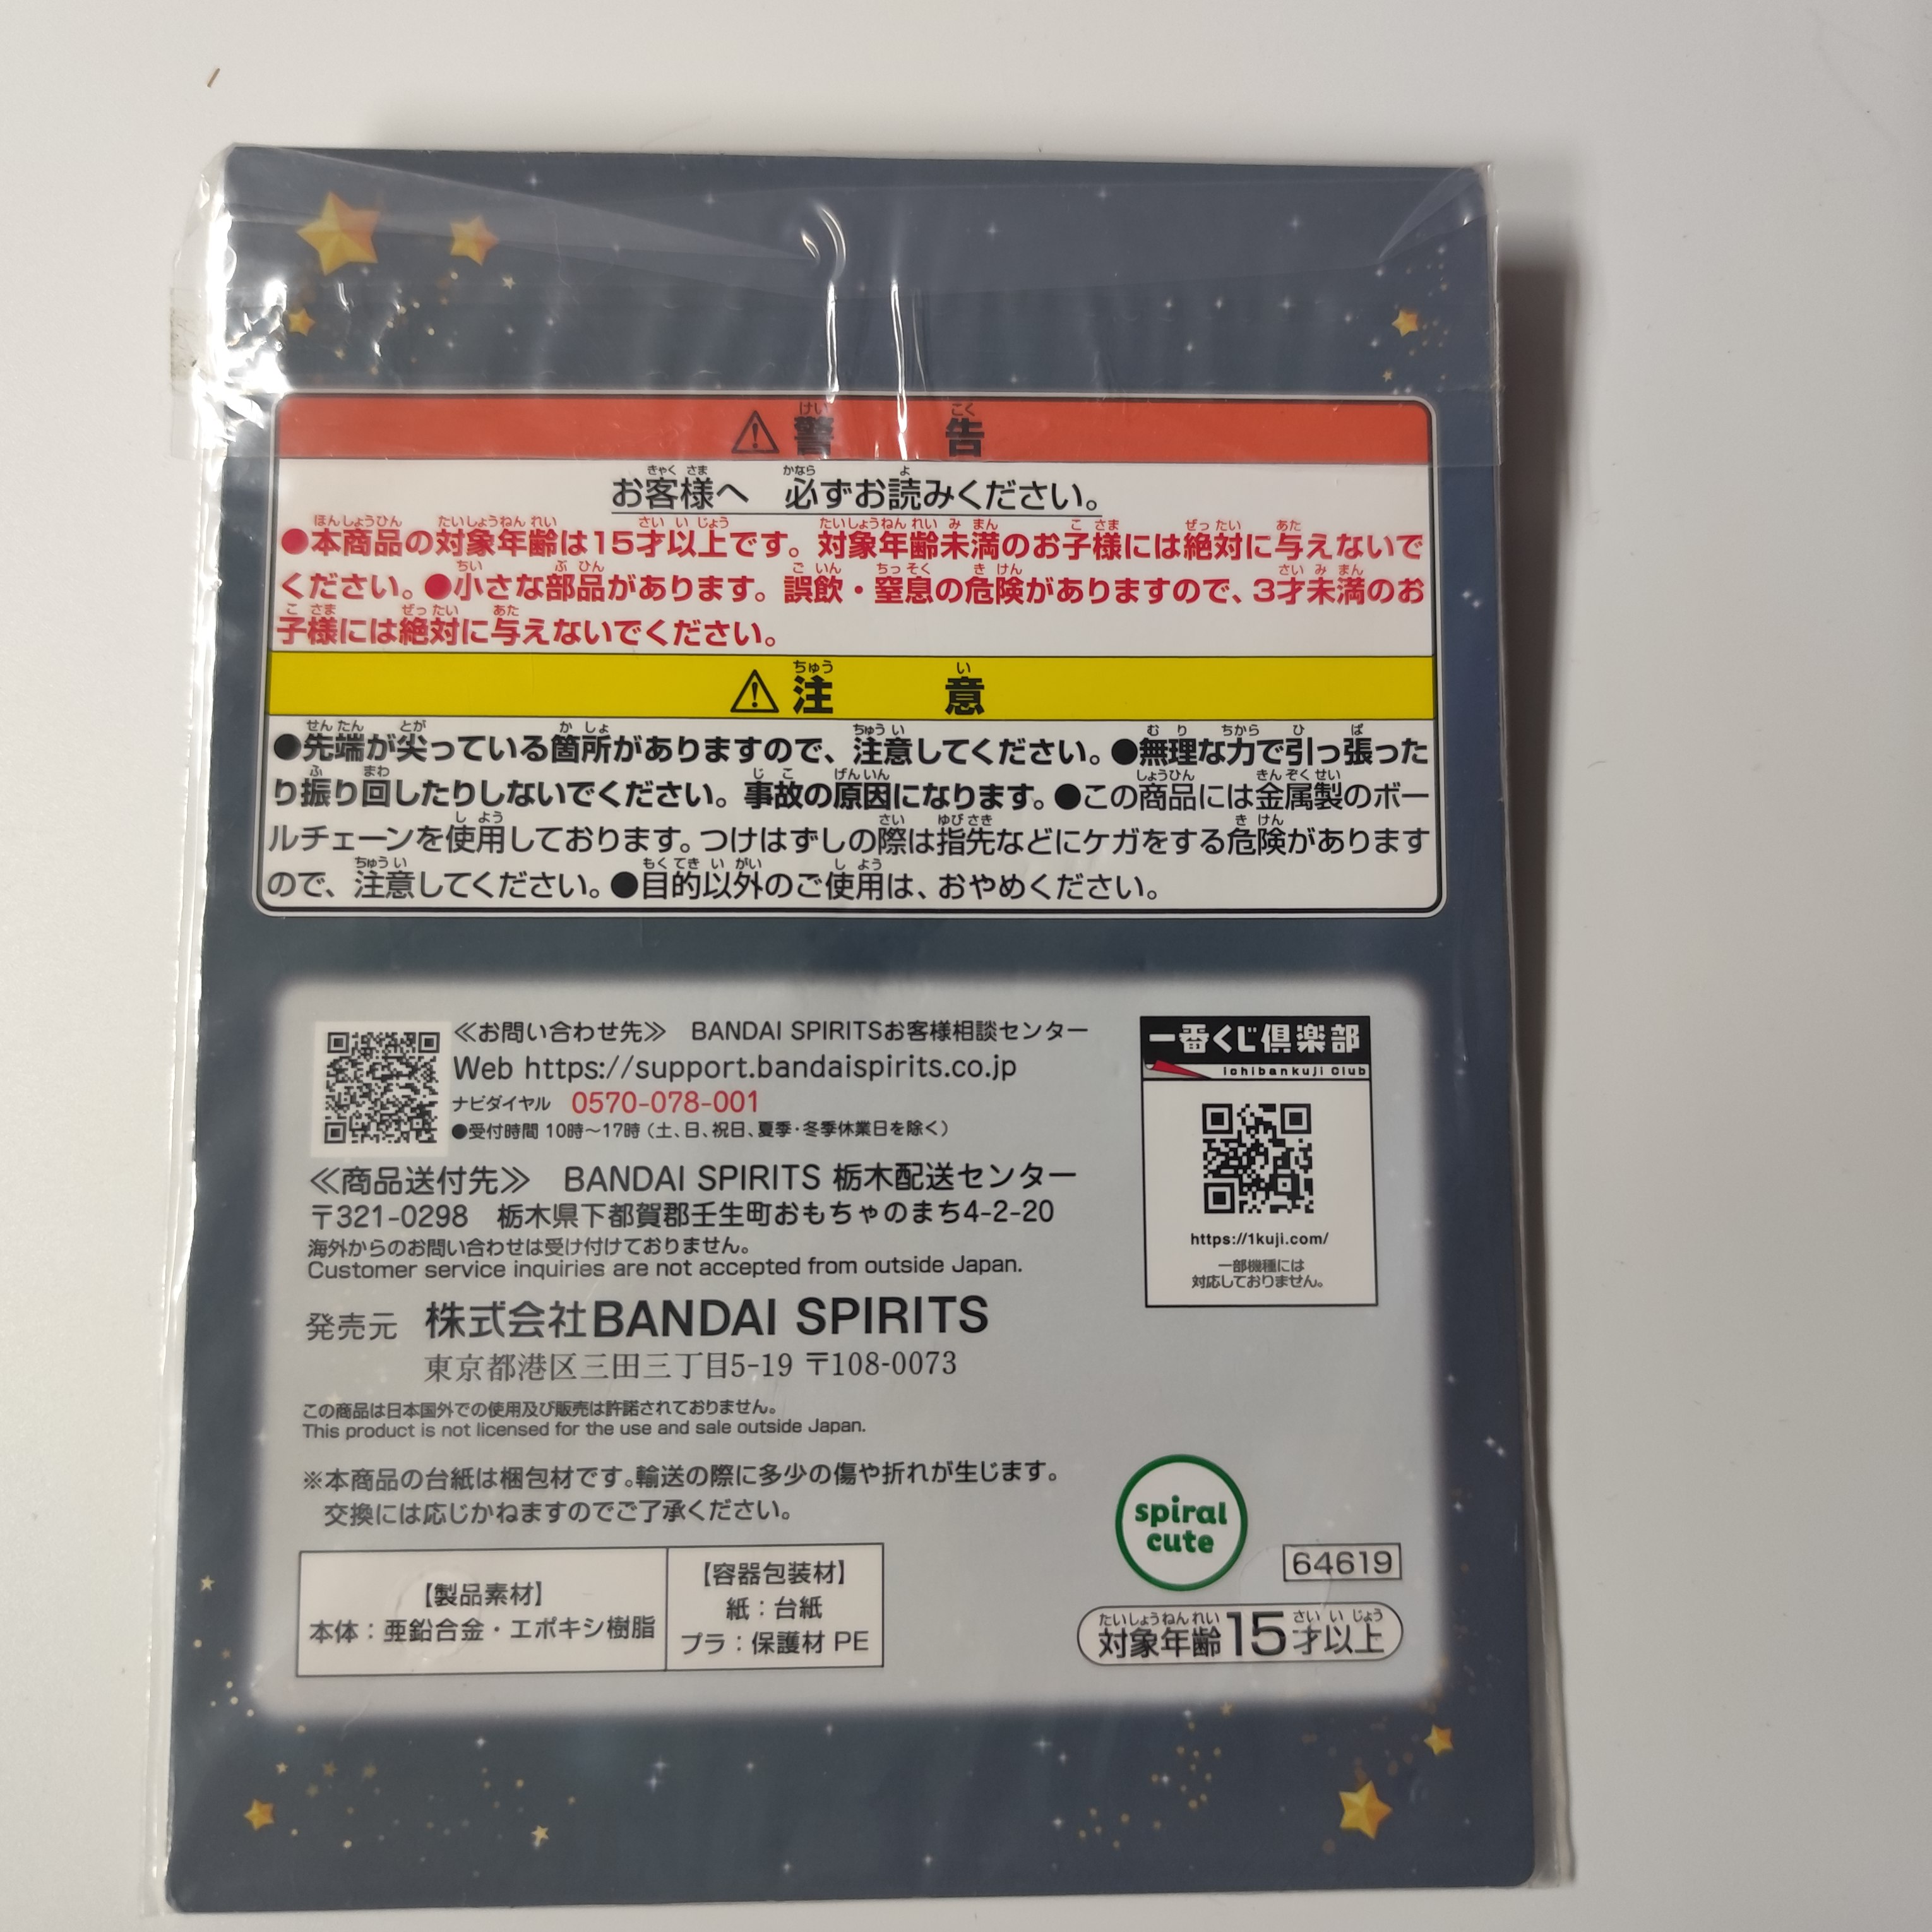 警告
お客様へ 必ずお読みください。
●本商品の対象年齢は15才以上です。対象年齢未満のお子様には絶対に与えないで
ください。●小さな部品があります。誤飲・窒息の危険がありますので、3才未満のお
子様には絶対に与えないでください。
注意
●先端が尖っている箇所がありますので、注意してください。●無理な力で引っ張った
り振り回したりしないでください。事故の原因になります。●この商品には金属製のボー
ルチェーンを使用しております。つけはずしの際は指先などにケガをする危険があります
ので、注意してください。●目的以外のご使用は、おやめください。
≪お問い合わせ先≫ BANDAI SPIRITSお客様相談センター
Web https://support.bandaispirits.co.jp
ナビダイヤル 0570-078-001
●受付時間 10時～17時(土、日、祝日、夏季・冬季休業日を除く)
≪商品送付先≫ BANDAI SPIRITS 栃木配送センター
〒321-0298 栃木県下都賀郡壬生町おもちゃのまち4-2-20
海外からのお問い合わせは受け付けておりません。
Customer service inquiries are not accepted from outside Japan.
発売元 株式会社BANDAI SPIRITS
東京都港区三田三丁目5-19 〒108-0073
この商品は日本国外での使用及び販売は許諾されておりません。
This product is not licensed for the use and sale outside Japan.
※本商品の台紙は梱包材です。輸送の際に多少の傷や折れが生じます。
交換には応じかねますのでご了承ください。
【製品素材】
本体：亜鉛合金・エポキシ樹脂
【容器包装材】
紙：台紙
プラ：保護材 PE
一番くじ倶楽部
ichibankuji Club
https://1kuji.com/
一部機種には
対応しておりません。
spiral
cute
64619
対象年齢15才以上